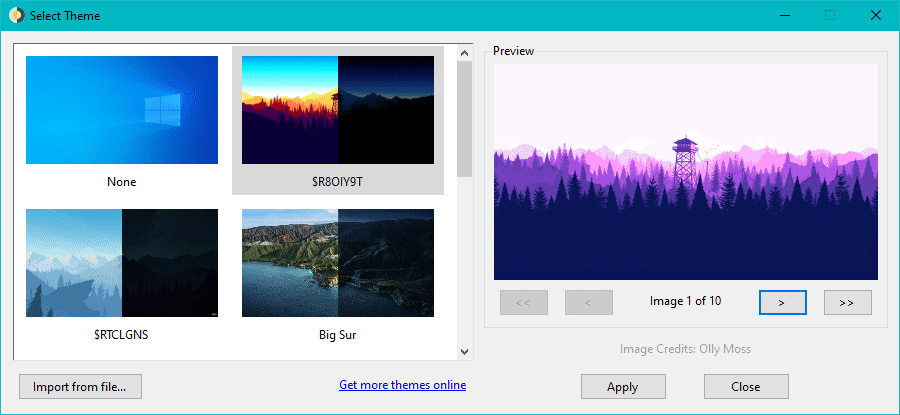 Select Theme
None
$R8OIY9T
$RTCLGNS
Big Sur
Import from file...
Get more themes online
Preview
<<
<
Image 1 of 10
>
>>
Image Credits: Olly Moss
Apply
Close